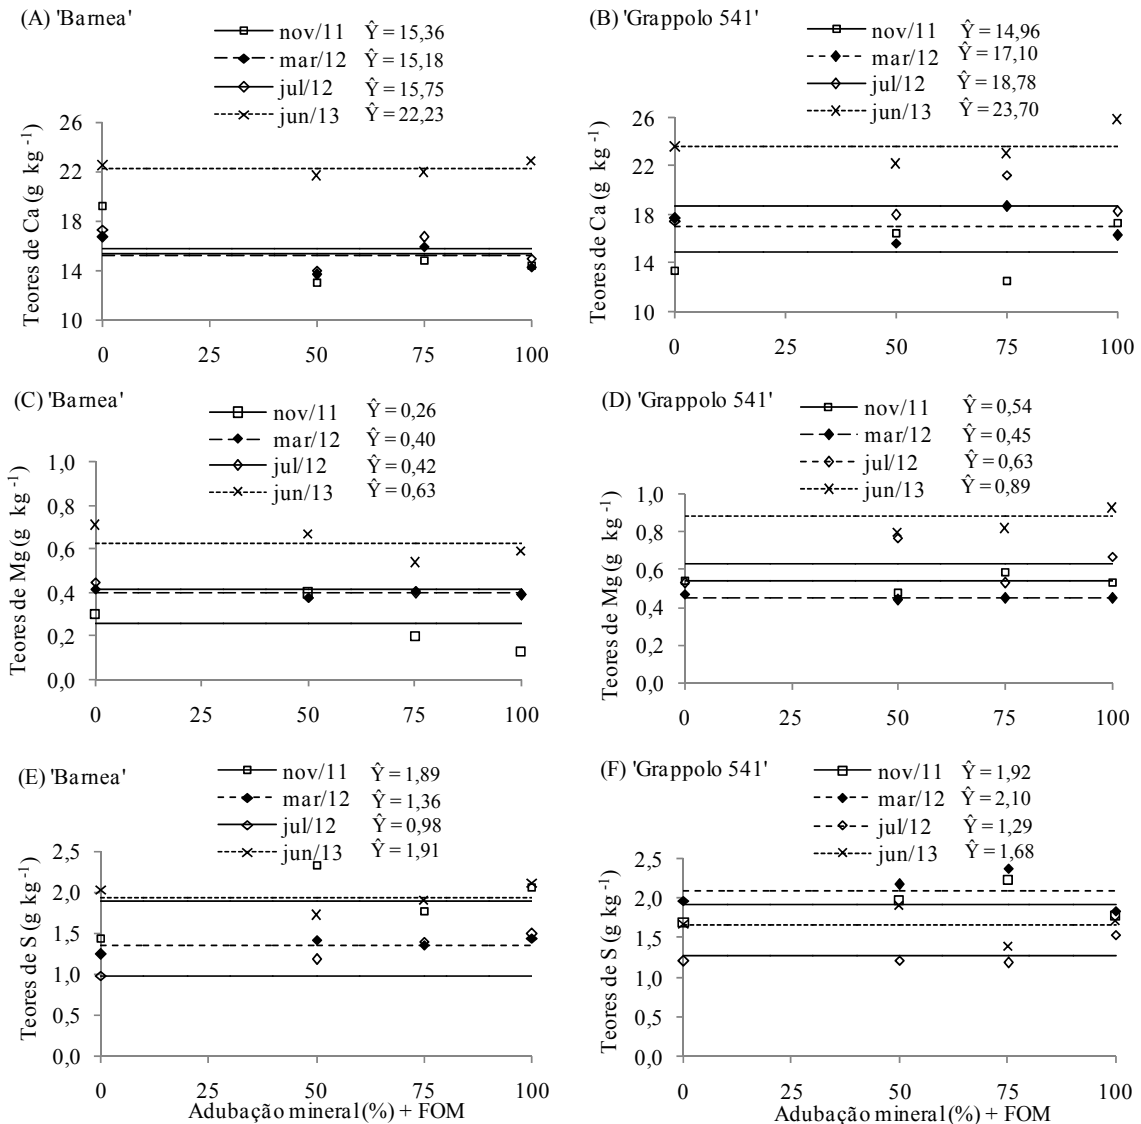 (A) 'Barnea'
nov/11 Ŷ = 15,36
mar/12 Ŷ = 15,18
jul/12 Ŷ = 15,75
jun/13 Ŷ = 22,23
Teores de Ca (g kg -1)
26
22
18
14
10
0 25 50 75 100
(B) 'Grappolo 541'
nov/11 Ŷ = 14,96
mar/12 Ŷ = 17,10
jul/12 Ŷ = 18,78
jun/13 Ŷ = 23,70
Teores de Ca (g kg -1)
26
22
18
14
10
0 25 50 75 100
(C) 'Barnea'
nov/11 Ŷ = 0,26
mar/12 Ŷ = 0,40
jul/12 Ŷ = 0,42
jun/13 Ŷ = 0,63
Teores de Mg (g kg -1)
1,0
0,8
0,6
0,4
0,2
0,0
0 25 50 75 100
(D) 'Grappolo 541'
nov/11 Ŷ = 0,54
mar/12 Ŷ = 0,45
jul/12 Ŷ = 0,63
jun/13 Ŷ = 0,89
Teores de Mg (g kg -1)
1,0
0,8
0,6
0,4
0,2
0,0
0 25 50 75 100
(E) 'Barnea'
nov/11 Ŷ = 1,89
mar/12 Ŷ = 1,36
jul/12 Ŷ = 0,98
jun/13 Ŷ = 1,91
Teores de S (g kg -1)
2,5
2,0
1,5
1,0
0,5
0,0
0 25 50 75 100
Adubação mineral (%) + FOM
(F) 'Grappolo 541'
nov/11 Ŷ = 1,92
mar/12 Ŷ = 2,10
jul/12 Ŷ = 1,29
jun/13 Ŷ = 1,68
Teores de S (g kg -1)
2,5
2,0
1,5
1,0
0,5
0,0
0 25 50 75 100
Adubação mineral (%) + FOM